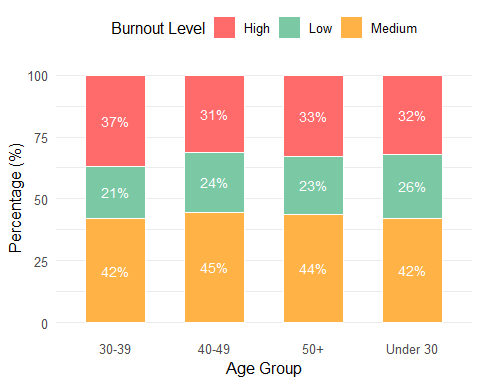 Burnout Level High Low Medium
Percentage (%)
100
75
50
25
0
37% 31% 33% 32%
21% 24% 23% 26%
42% 45% 44% 42%
30-39 40-49 50+ Under 30
Age Group